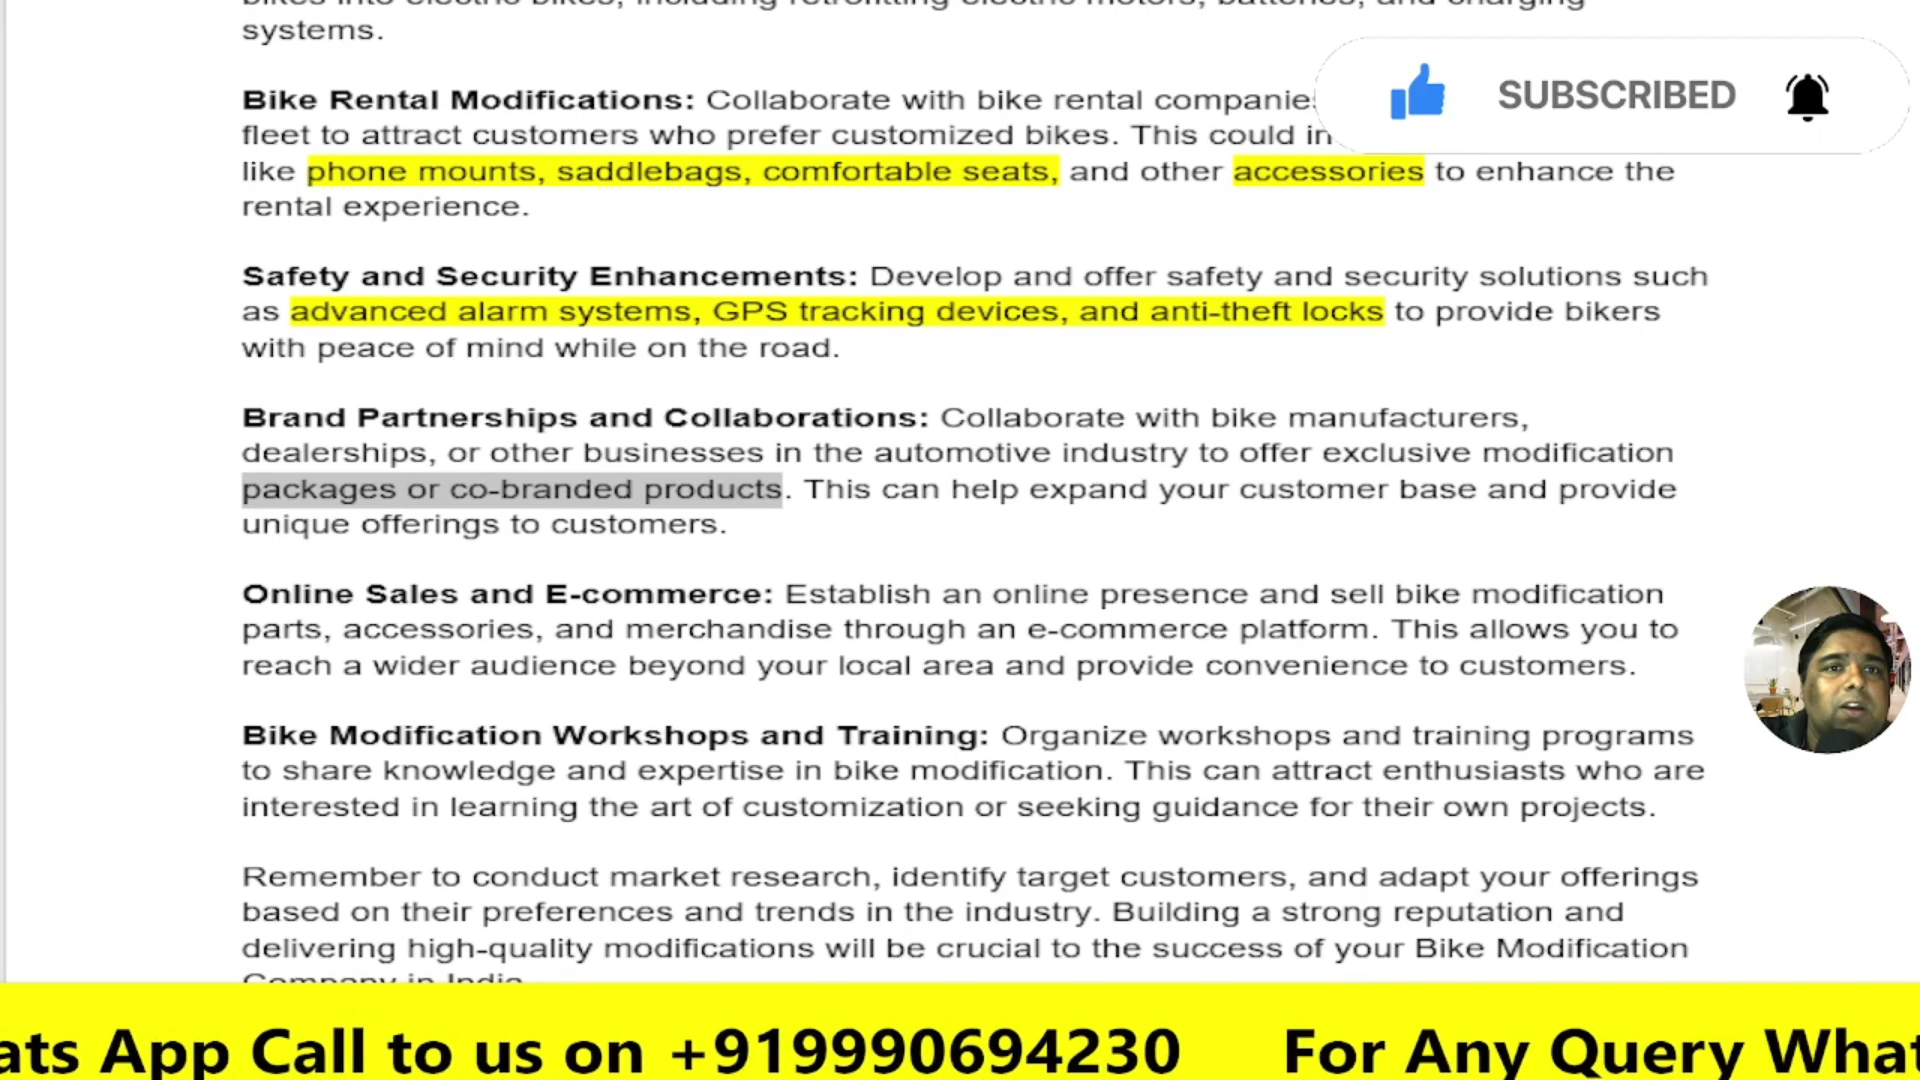 systems.
Bike Rental Modifications: Collaborate with bike rental companies
fleet to attract customers who prefer customized bikes. This could
like phone mounts, saddlebags, comfortable seats, and other accessories to enhance the
rental experience.
Safety and Security Enhancements: Develop and offer safety and security solutions such
as advanced alarm systems, GPS tracking devices, and anti-theft locks to provide bikers
with peace of mind while on the road.
Brand Partnerships and Collaborations: Collaborate with bike manufacturers,
dealerships, or other businesses in the automotive industry to offer exclusive modification
packages or co-branded products. This can help expand your customer base and provide
unique offerings to customers.
Online Sales and E-commerce: Establish an online presence and sell bike modification
parts, accessories, and merchandise through an e-commerce platform. This allows you to
reach a wider audience beyond your local area and provide convenience to customers.
Bike Modification Workshops and Training: Organize workshops and training programs
to share knowledge and expertise in bike modification. This can attract enthusiasts who are
interested in learning the art of customization or seeking guidance for their own projects.
Remember to conduct market research, identify target customers, and adapt your offerings
based on their preferences and trends in the industry. Building a strong reputation and
delivering high-quality modifications will be crucial to the success of your Bike Modification
Company in India.
SUBSCRIBED
ats App Call to us on +919990694230 For Any Query What